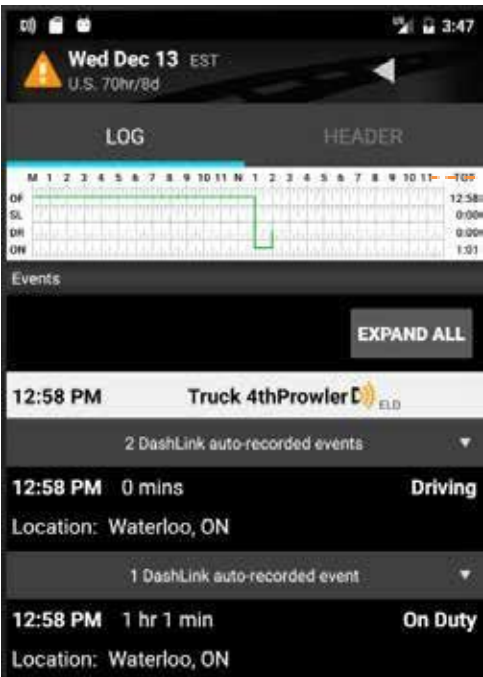 3:47
Wed Dec 13 EST
U.S. 70hr/8d
LOG HEADER
M 1 2 3 4 5 6 7 8 9 10 11 N 1 2 3 4 5 6 7 8 9 10 11 TOT
OF 12:58
SL 0:00
DR 0:00
ON 1:01
Events
EXPAND ALL
12:58 PM Truck 4thProwler ELD
2 DashLink auto-recorded events
12:58 PM 0 mins Driving
Location: Waterloo, ON
1 DashLink auto-recorded event
12:58 PM 1 hr 1 min On Duty
Location: Waterloo, ON